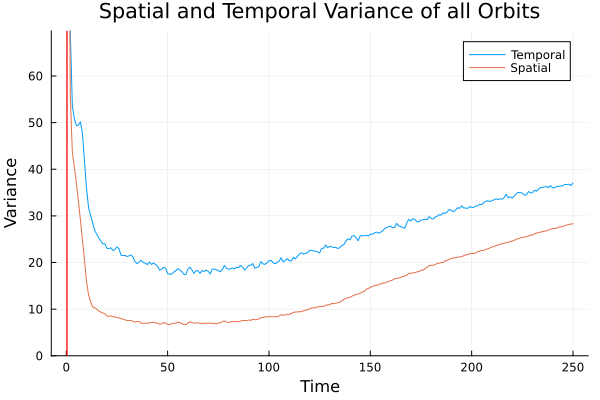 Spatial and Temporal Variance of all Orbits
Temporal
Spatial
Variance
60
50
40
30
20
10
0
0 50 100 150 200 250
Time